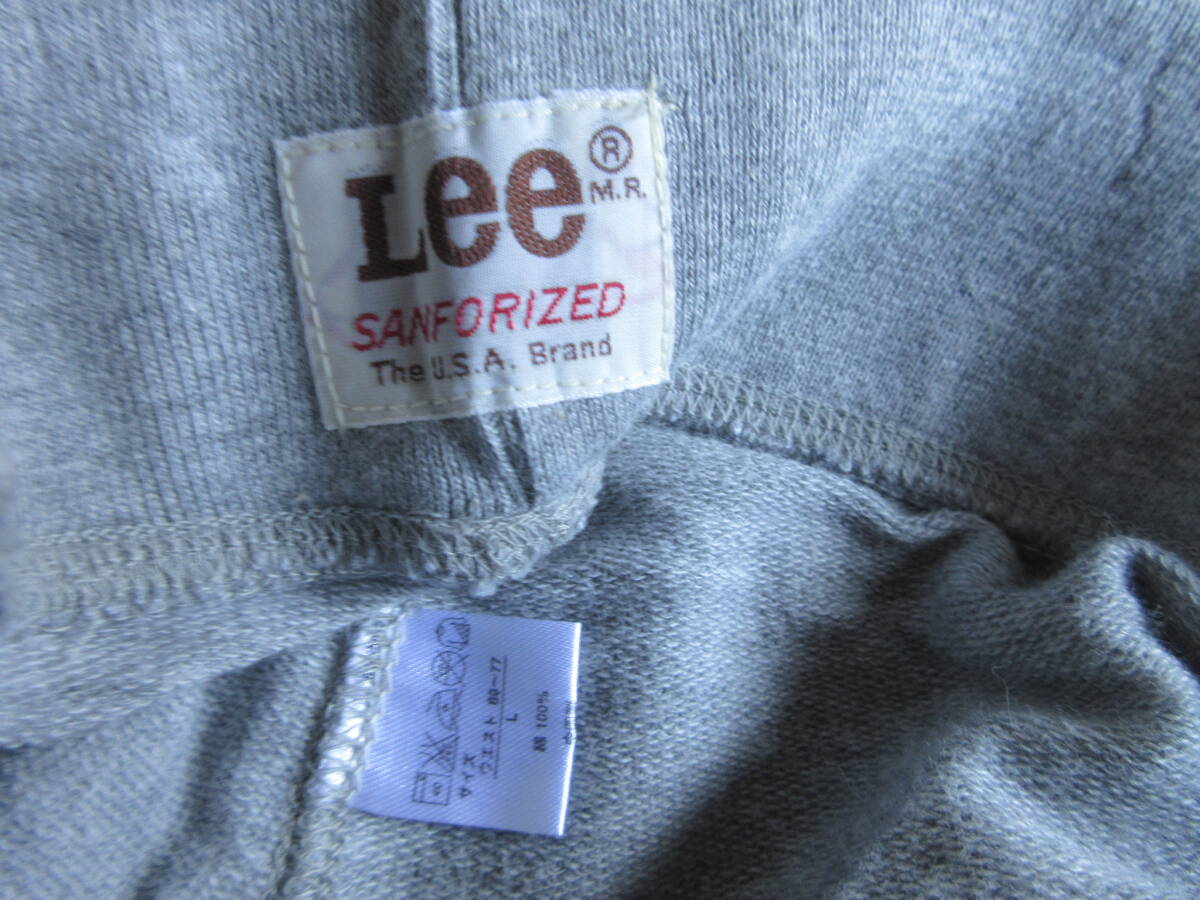 Lee®
M.R.
SANFORIZED
The U.S.A. Brand
サイズ
ウエスト 69-77
L
綿 100%